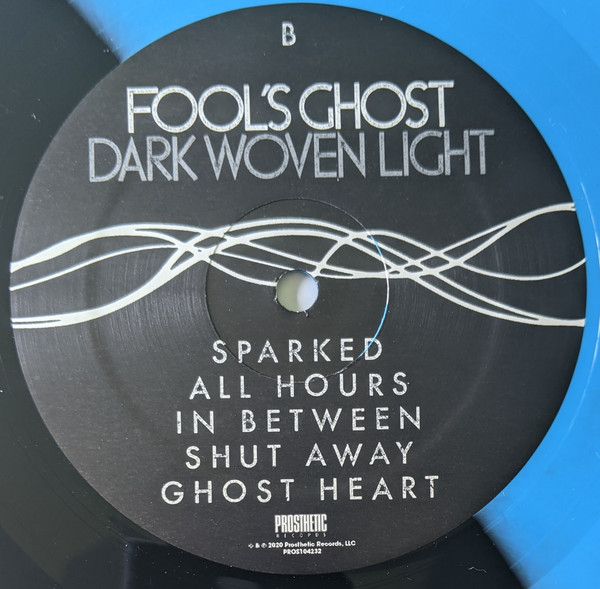 B
FOOL'S GHOST
DARK WOVEN LIGHT
SPARKED
ALL HOURS
IN BETWEEN
SHUT AWAY
GHOST HEART
PROSTHETIC
RECORDS
© & ℗ 2020 Prosthetic Records, LLC
PROS104232